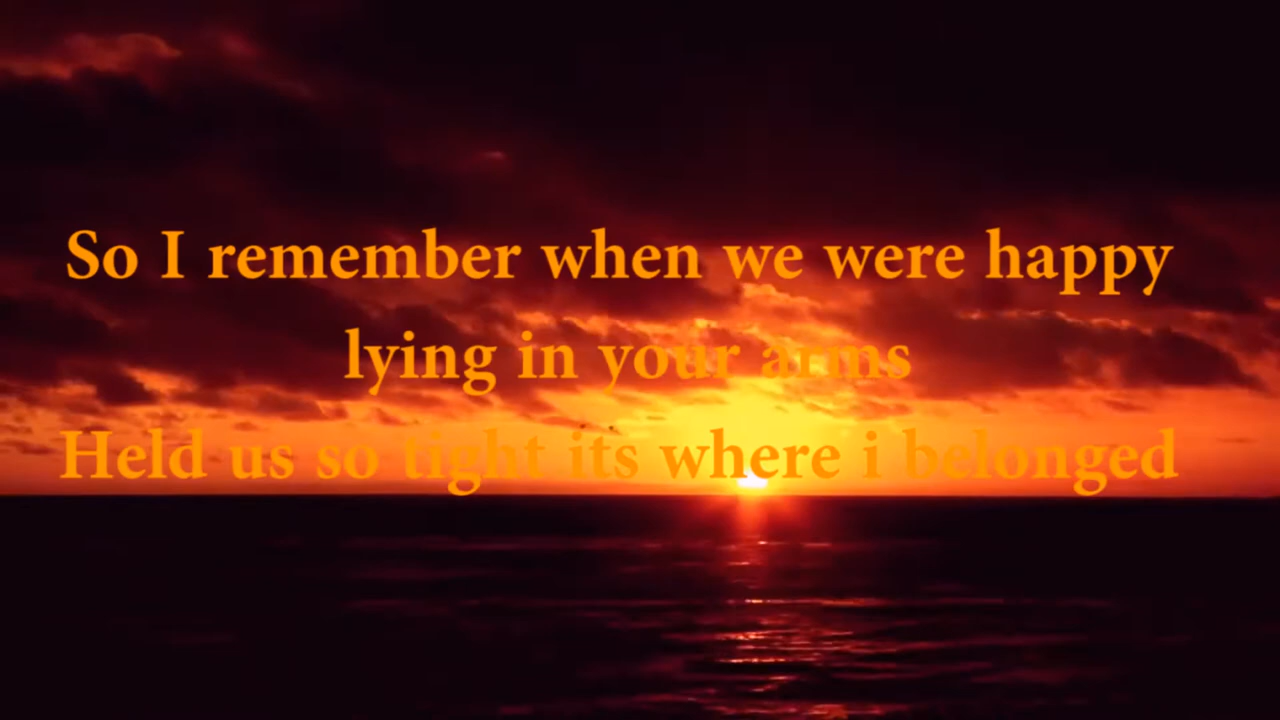 So I remember when we were happy
lying in your arms
Held us so tight its where i belonged